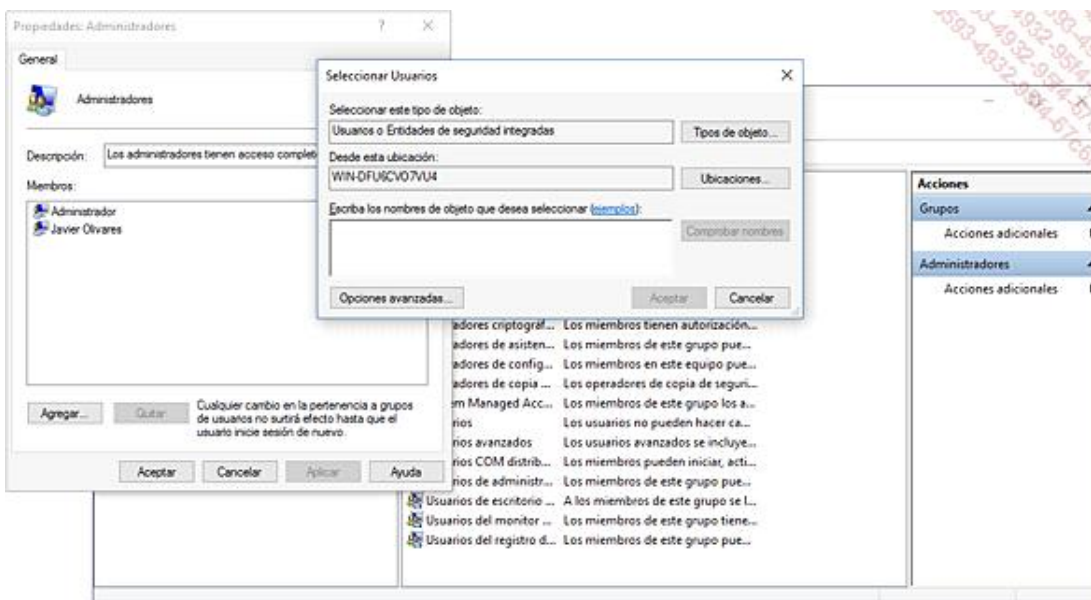 Propiedades: Administradores
General
Administradores
Descripción:
Los administradores tienen acceso complet
Miembros:
Administrador
Javier Olivares
Agregar...
Quitar
Cualquier cambio en la pertenencia a grupos
de usuarios no surtirá efecto hasta que el
usuario inicie sesión de nuevo.
Aceptar
Cancelar
Aplicar
Ayuda
Seleccionar Usuarios
Seleccionar este tipo de objeto:
Usuarios o Entidades de seguridad integradas
Tipos de objeto...
Desde esta ubicación:
WIN-DFU6CVO7VU4
Ubicaciones...
Escriba los nombres de objeto que desea seleccionar (ejemplos):
Comprobar nombres
Opciones avanzadas...
Aceptar
Cancelar
adores criptográf... Los miembros tienen autorización...
adores de asisten... Los miembros de este grupo pue...
adores de config... Los miembros en este equipo pue...
adores de copia ... Los operadores de copia de seguri...
em Managed Acc... Los miembros de este grupo los a...
rios Los usuarios no pueden hacer ca...
rios avanzados Los usuarios avanzados se incluye...
rios COM distrib... Los miembros pueden iniciar, acti...
rios de administr... Los miembros de este grupo pue...
Usuarios de escritorio ... A los miembros de este grupo se l...
Usuarios del monitor ... Los miembros de este grupo tiene...
Usuarios del registro d... Los miembros de este grupo pue...
Acciones
Grupos
Acciones adicionales
Administradores
Acciones adicionales